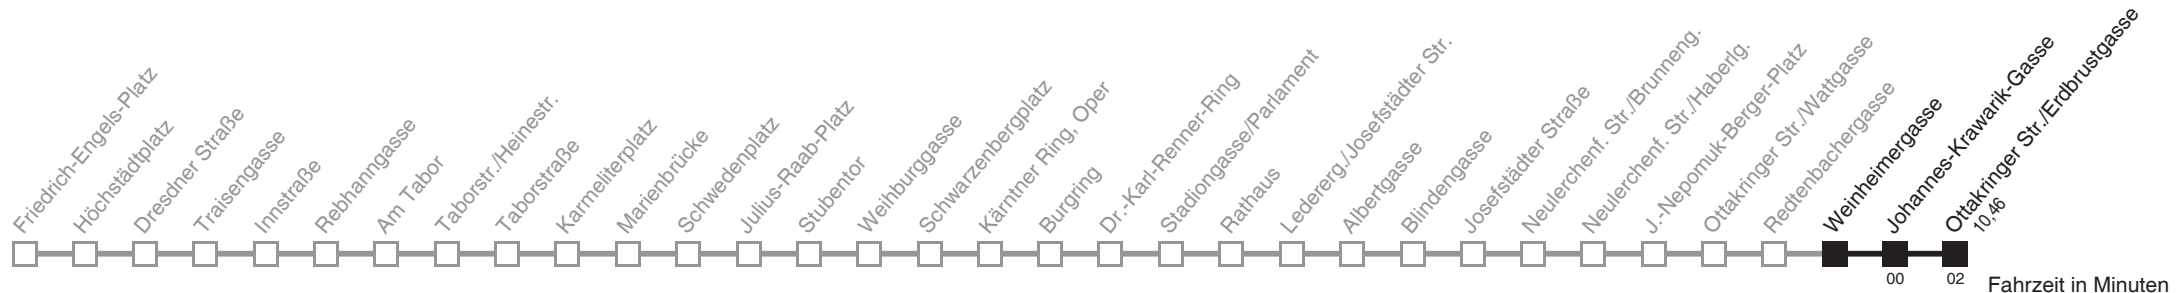 Friedrich-Engels-Platz
Höchstädtplatz
Dresdner Straße
Traisengasse
Innstraße
Rebhanngasse
Am Tabor
Taborstr./Heinestr.
Taborstraße
Karmeliterplatz
Marienbrücke
Schwedenplatz
Julius-Raab-Platz
Stubentor
Weihburggasse
Schwarzenbergplatz
Kärntner Ring, Oper
Burgring
Dr.-Karl-Renner-Ring
Stadiongasse/Parlament
Rathaus
Ledererg./Josefstädter Str.
Albertgasse
Blindengasse
Josefstädter Straße
Neulerchenf. Str./Brunneng.
Neulerchenf. Str./Haberlg.
J.-Nepomuk-Berger-Platz
Ottakringer Str./Wattgasse
Redtenbachergasse
Weinheimergasse
Johannes-Krawarik-Gasse
Ottakringer Str./Erdbrustgasse
10,46
00
02
Fahrzeit in Minuten